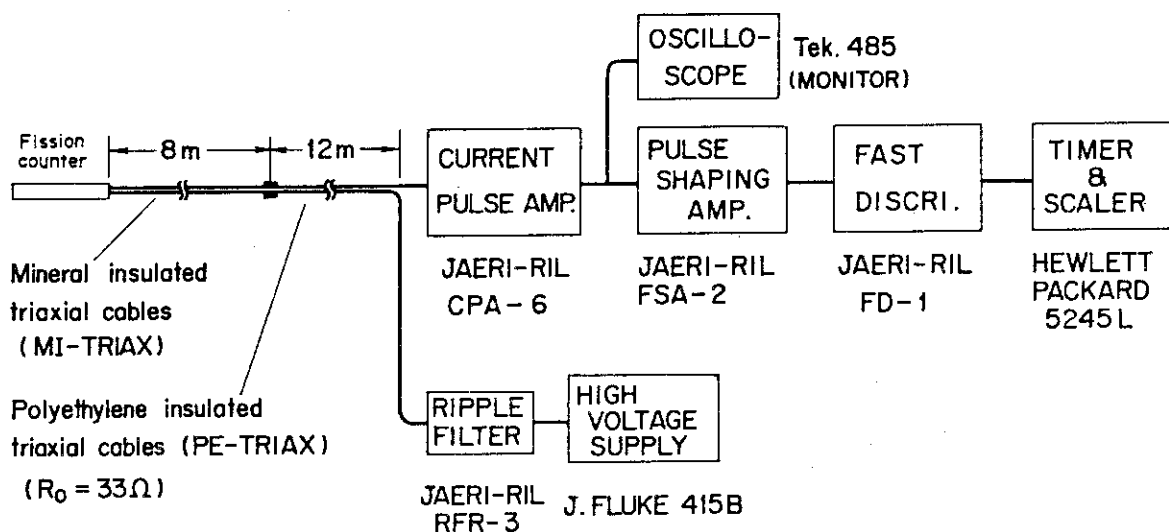 OSCILLO-
SCOPE
Tek. 485
(MONITOR)
Fission
counter
8m
12m
CURRENT
PULSE AMP.
PULSE
SHAPING
AMP.
FAST
DISCRI.
TIMER
&
SCALER
JAERI-RIL
CPA-6
JAERI-RIL
FSA-2
JAERI-RIL
FD-1
HEWLETT
PACKARD
5245L
Mineral insulated
triaxial cables
(MI-TRIAX)
Polyethylene insulated
triaxial cables (PE-TRIAX)
(R₀ = 33Ω)
RIPPLE
FILTER
HIGH
VOLTAGE
SUPPLY
JAERI-RIL
RFR-3
J. FLUKE 415B